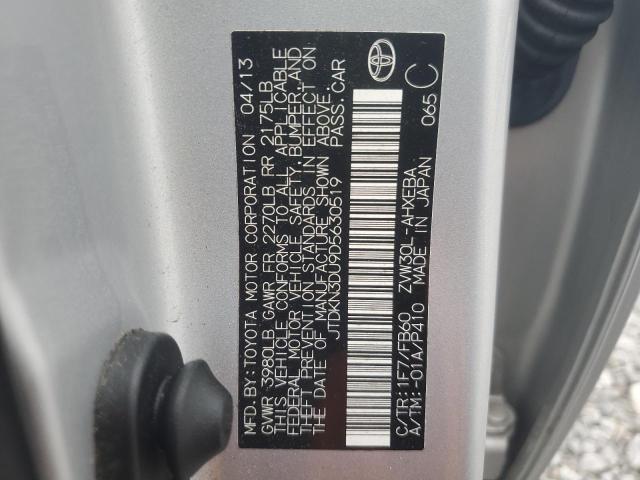 MFD. BY: TOYOTA MOTOR CORPORATION 04/13
GVWR 3980LB GAWR FR 2270LB RR 2175LB
THIS VEHICLE CONFORMS TO ALL APPLICABLE
FEDERAL MOTOR VEHICLE SAFETY, BUMPER, AND
THEFT PREVENTION STANDARDS IN EFFECT ON
THE DATE OF MANUFACTURE SHOWN ABOVE.
JTDKN3DU9D5630519 PASS. CAR
C/TR: 1F7/FB60 ZVW30L-AHXEBA
A/TM: -01A/P410 MADE IN JAPAN
065 C